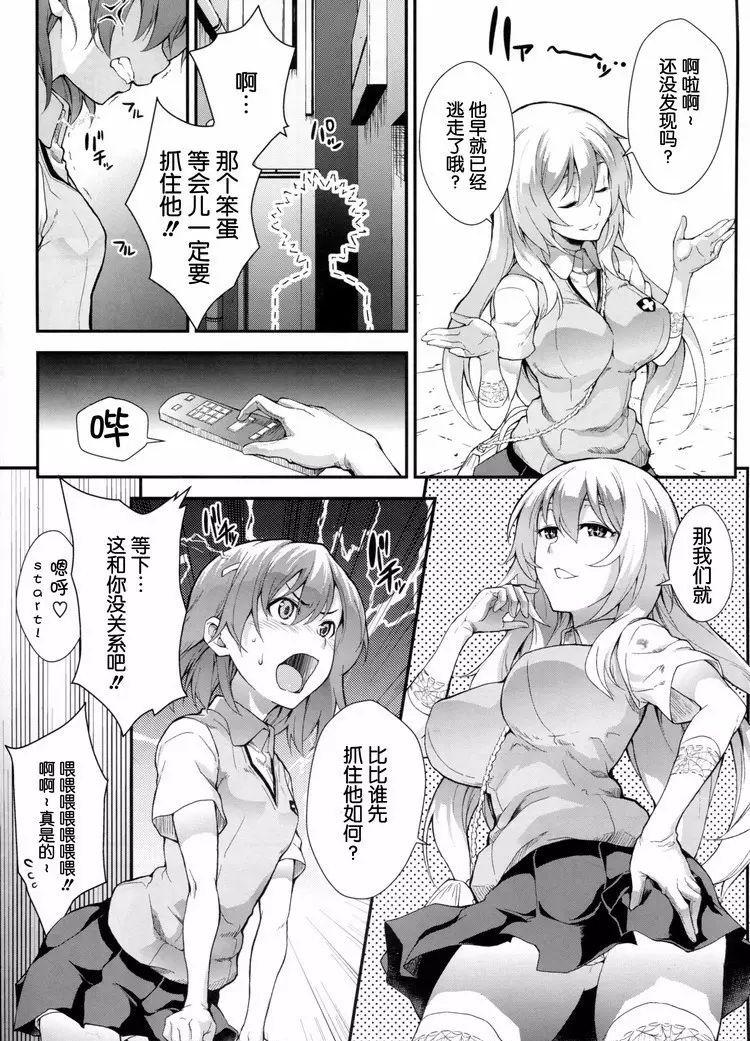 啊啦啊~
还没发现吗?
他早就已经
逃走了哦?
ルァ
啊,
那个笨蛋
等会儿一定要
抓住他!!
哔
那我们就
比比谁先
抓住他如何?
等下…
这和你没关系吧!!
嗯呼♡
start!
喂喂喂喂喂喂喂!!
啊啊~真是的~